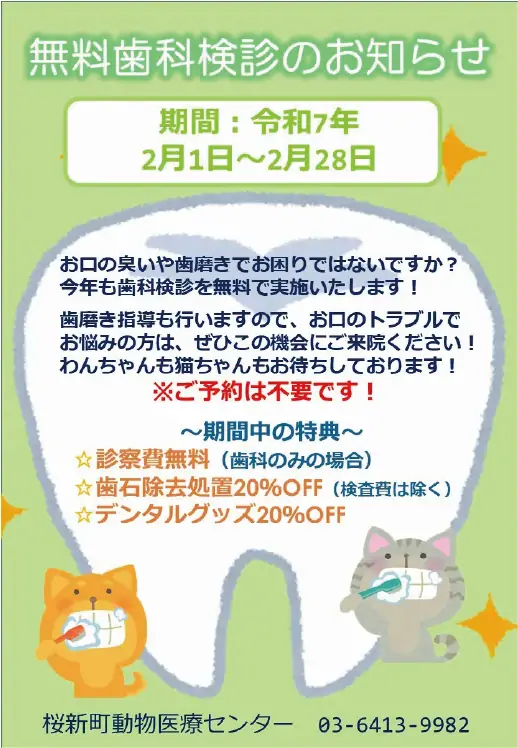 無料歯科検診のお知らせ
期間：令和7年
2月1日～2月28日
お口の臭いや歯磨きでお困りではないですか？
今年も歯科検診を無料で実施いたします！
歯磨き指導も行いますので、お口のトラブルで
お悩みの方は、ぜひこの機会にご来院ください！
わんちゃんも猫ちゃんもお待ちしております！
※ご予約は不要です！
～期間中の特典～
☆診察費無料（歯科のみの場合）
☆歯石除去処置20%OFF（検査費は除く）
☆デンタルグッズ20%OFF
桜新町動物医療センター 03-6413-9982